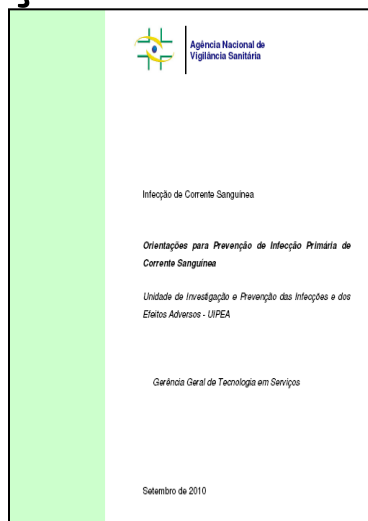 Agência Nacional de
Vigilância Sanitária
Infecção de Corrente Sanguínea
Orientações para Prevenção de Infecção Primária de
Corrente Sanguínea
Unidade de Investigação e Prevenção das Infecções e dos
Efeitos Adversos - UIPEA
Gerência Geral de Tecnologia em Serviços
Setembro de 2010